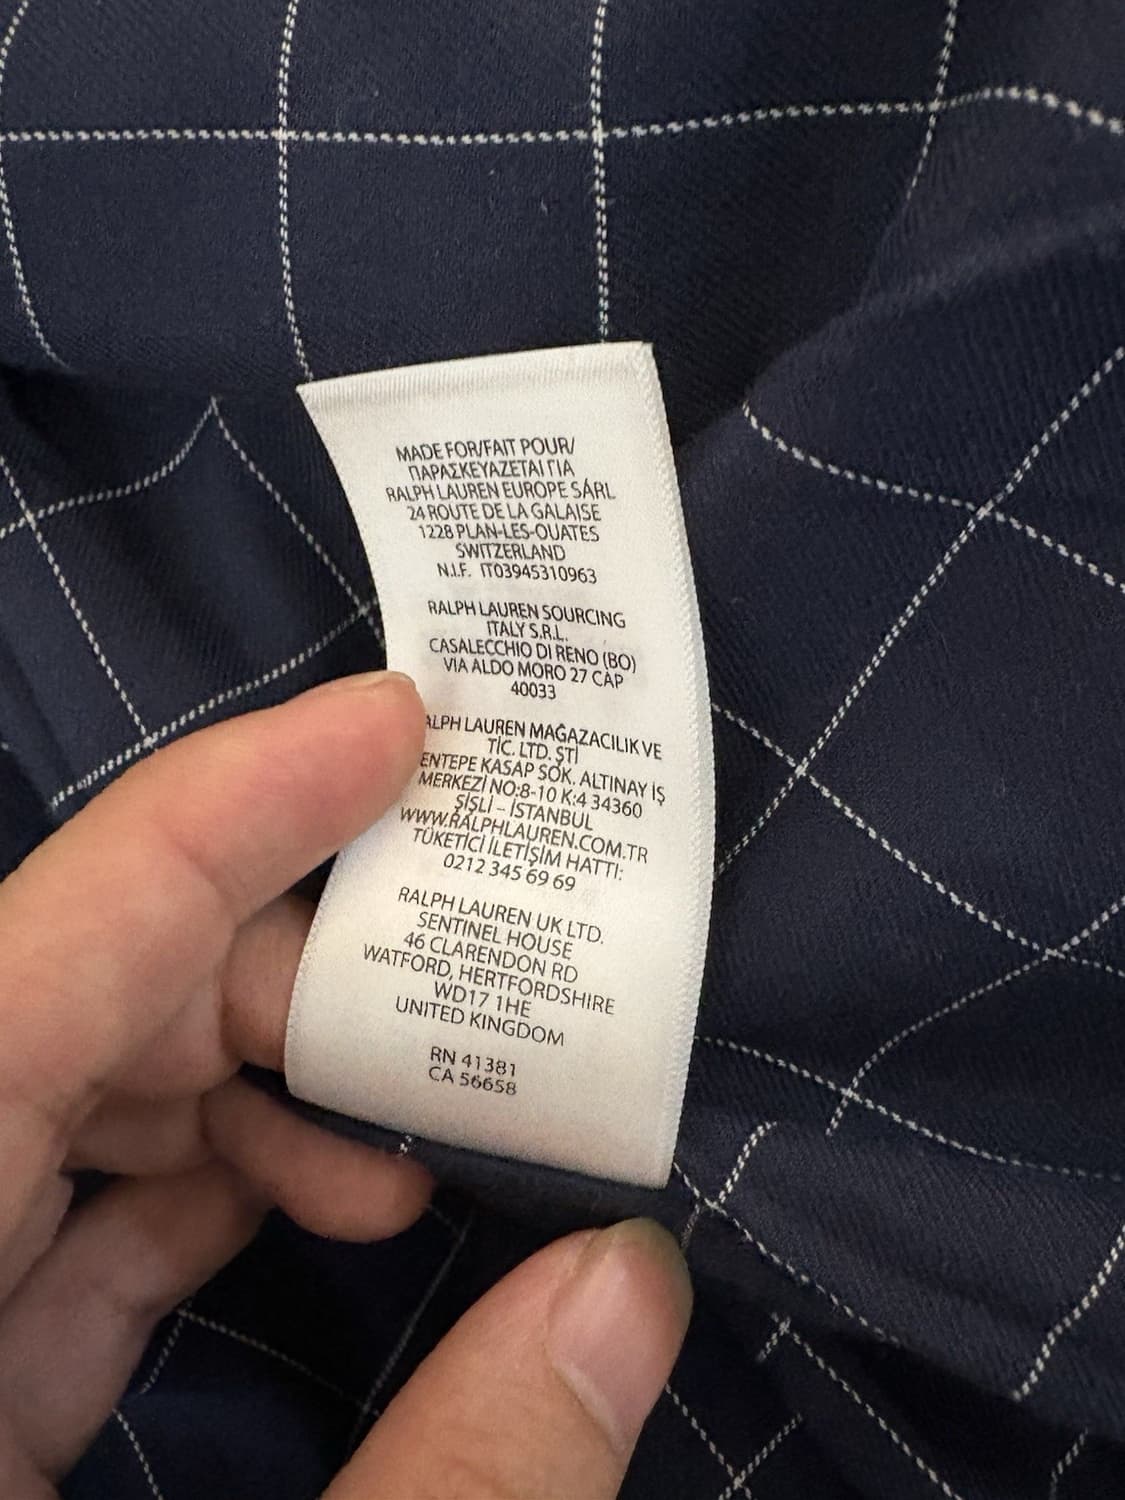 MADE FOR/FAIT POUR/
ΠΑΡΑΣΚΕΥΑΖΕΤΑΙ ΓΙΑ
RALPH LAUREN EUROPE SÁRL
24 ROUTE DE LA GALAISE
1228 PLAN-LES-OUATES
SWITZERLAND
N.I.F. IT03945310963
RALPH LAUREN SOURCING
ITALY S.R.L.
CASALECCHIO DI RENO (BO)
VIA ALDO MORO 27 CAP
40033
ALPH LAUREN MAĞAZACILIK VE
TİC. LTD. ŞTİ
ENTEPE KASAP SOK. ALTINAY İŞ
MERKEZİ NO:8-10 K:4 34360
ŞİŞLİ – İSTANBUL
WWW.RALPHLAUREN.COM.TR
TÜKETİCİ İLETİŞİM HATTI:
0212 345 69 69
RALPH LAUREN UK LTD.
SENTINEL HOUSE
46 CLARENDON RD
WATFORD, HERTFORDSHIRE
WD17 1HE
UNITED KINGDOM
RN 41381
CA 56658